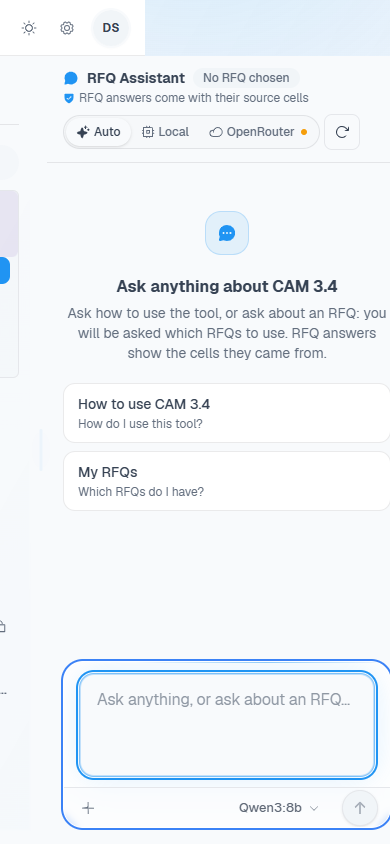 DS
RFQ Assistant No RFQ chosen
RFQ answers come with their source cells
Auto Local OpenRouter
Ask anything about CAM 3.4
Ask how to use the tool, or ask about an RFQ: you
will be asked which RFQs to use. RFQ answers
show the cells they came from.
How to use CAM 3.4
How do I use this tool?
My RFQs
Which RFQs do I have?
...
Ask anything, or ask about an RFQ...
Qwen3:8b